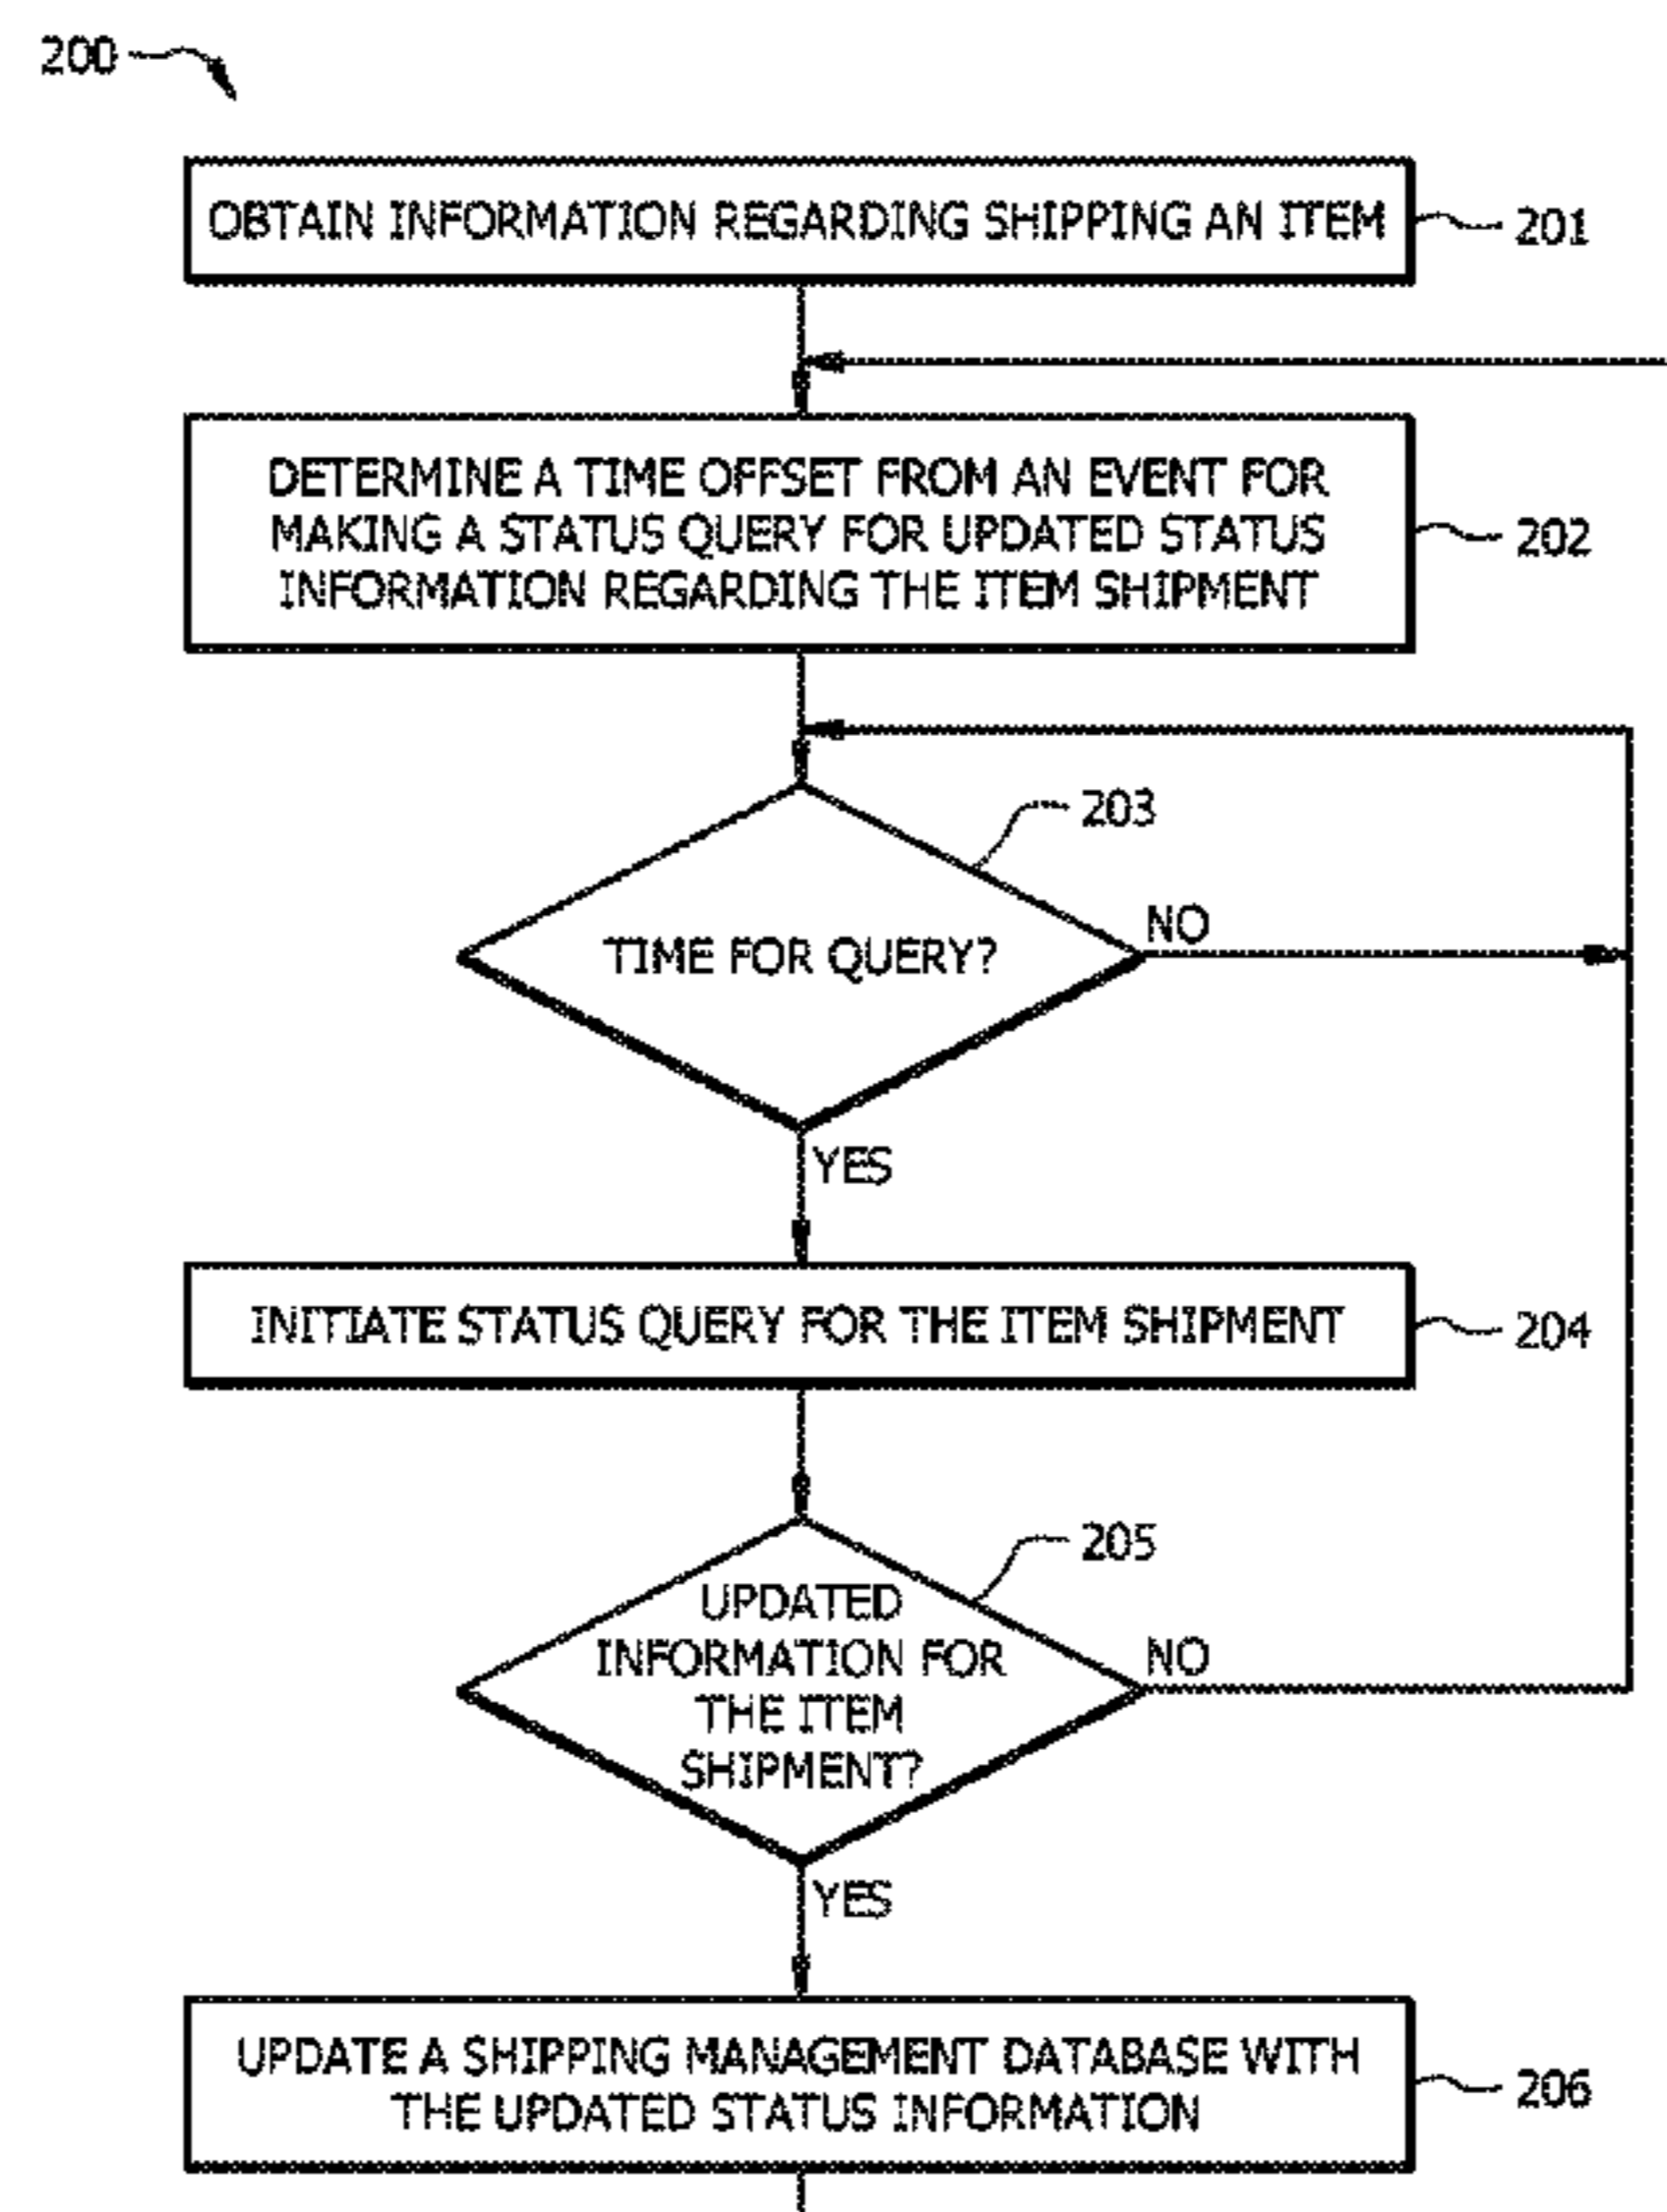 200
OBTAIN INFORMATION REGARDING SHIPPING AN ITEM
201
DETERMINE A TIME OFFSET FROM AN EVENT FOR
MAKING A STATUS QUERY FOR UPDATED STATUS
INFORMATION REGARDING THE ITEM SHIPMENT
202
203
TIME FOR QUERY?
NO
YES
INITIATE STATUS QUERY FOR THE ITEM SHIPMENT
204
205
UPDATED
INFORMATION FOR
THE ITEM
SHIPMENT?
NO
YES
UPDATE A SHIPPING MANAGEMENT DATABASE WITH
THE UPDATED STATUS INFORMATION
206